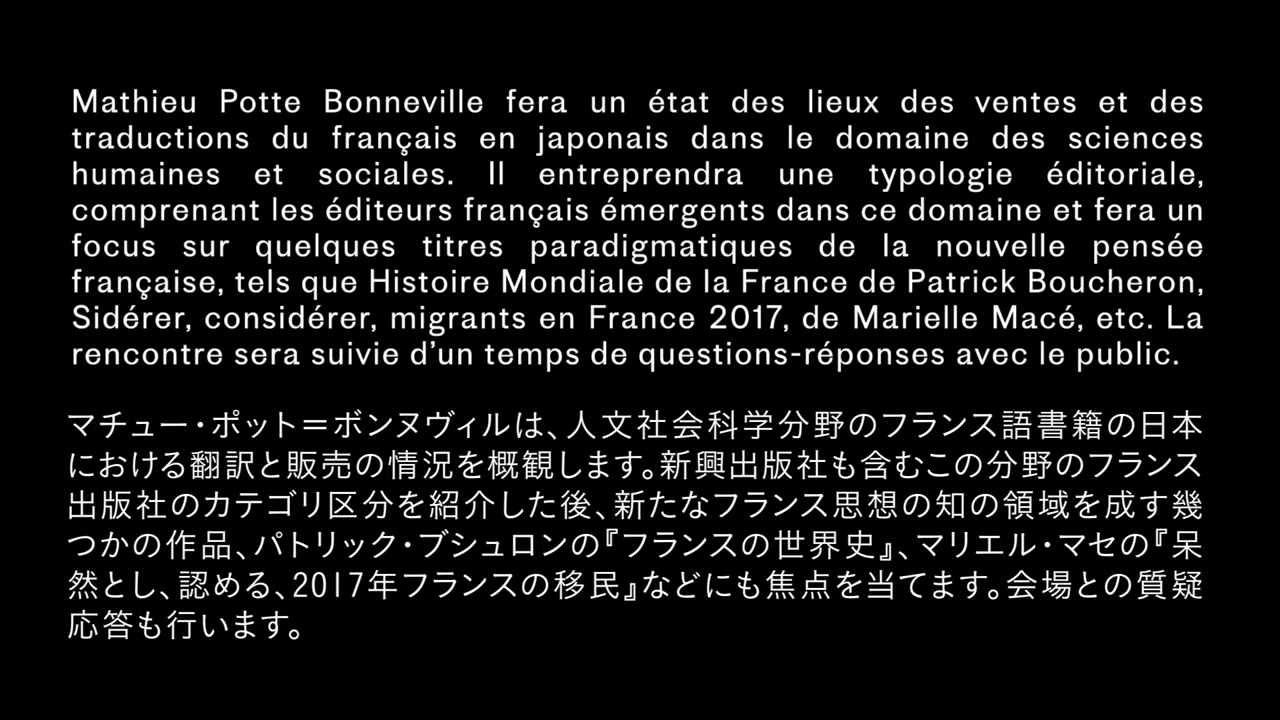 Mathieu Potte Bonneville fera un état des lieux des ventes et des
traductions du français en japonais dans le domaine des sciences
humaines et sociales. Il entreprendra une typologie éditoriale,
comprenant les éditeurs français émergents dans ce domaine et fera un
focus sur quelques titres paradigmatiques de la nouvelle pensée
française, tels que Histoire Mondiale de la France de Patrick Boucheron,
Sidérer, considérer, migrants en France 2017, de Marielle Macé, etc. La
rencontre sera suivie d’un temps de questions-réponses avec le public.
マチュー・ポット＝ボンヌヴィルは、人文社会科学分野のフランス語書籍の日本
における翻訳と販売の情況を概観します。新興出版社も含むこの分野のフランス
出版社のカテゴリ区分を紹介した後、新たなフランス思想の知の領域を成す幾
つかの作品、パトリック・ブシュロンの『フランスの世界史』、マリエル・マセの『呆
然とし、認める、2017年フランスの移民』などにも焦点を当てます。会場との質疑
応答も行います。